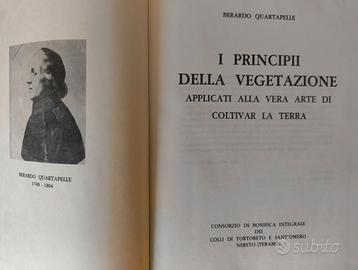 BERARDO QUARTAPELLE
1748 - 1804
BERARDO QUARTAPELLE
I PRINCIPII
DELLA VEGETAZIONE
APPLICATI ALLA VERA ARTE DI
COLTIVAR LA TERRA
CONSORZIO DI BONIFICA INTEGRALE
DEI
COLLI DI TORTORETO E SANT'OMERO
NERETO (TERAMO)
subito